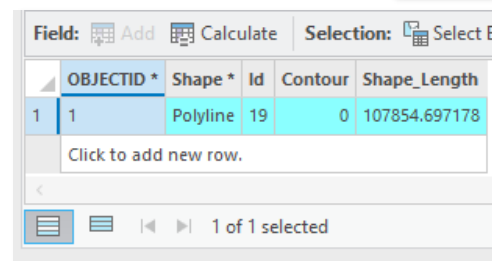 Field: Add Calculate Selection: Select
OBJECTID * Shape * Id Contour Shape_Length
1 1 Polyline 19 0 107854.697178
Click to add new row.
1 of 1 selected